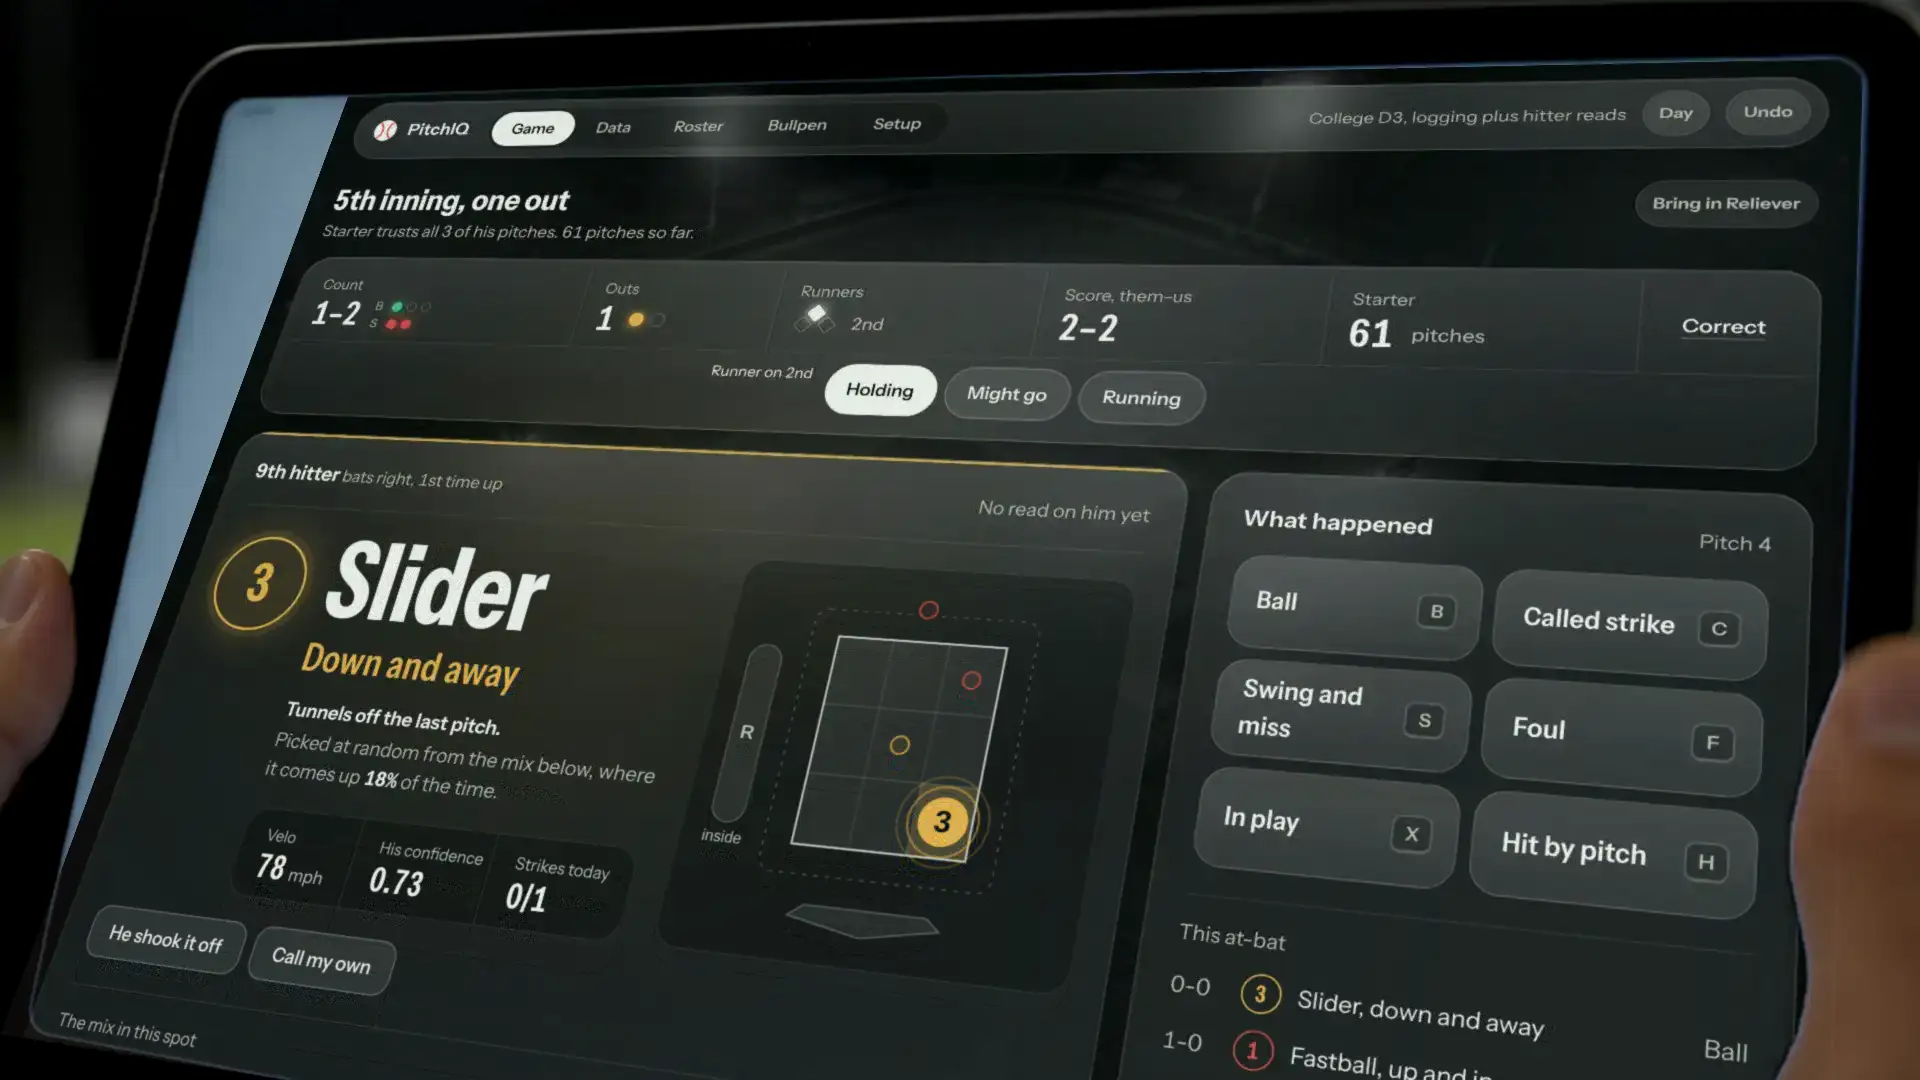 PitchIQ
Game
Data
Roster
Bullpen
Setup
College D3, logging plus hitter reads
Day
Undo
5th inning, one out
Starter trusts all 3 of his pitches. 61 pitches so far.
Bring in Reliever
Count
1-2
B
S
Outs
1
Runners
2nd
Score, them-us
2-2
Starter
61 pitches
Correct
Runner on 2nd
Holding
Might go
Running
9th hitter bats right, 1st time up
No read on him yet
3
Slider
Down and away
Tunnels off the last pitch.
Picked at random from the mix below, where
it comes up 18% of the time.
Velo
78 mph
His confidence
0.73
Strikes today
0/1
He shook it off
Call my own
The mix in this spot
R
inside
3
What happened
Pitch 4
Ball
B
Called strike
C
Swing and
miss
S
Foul
F
In play
X
Hit by pitch
H
This at-bat
0-0
3
Slider, down and away
Ball
1-0
1
Fastball, up and in